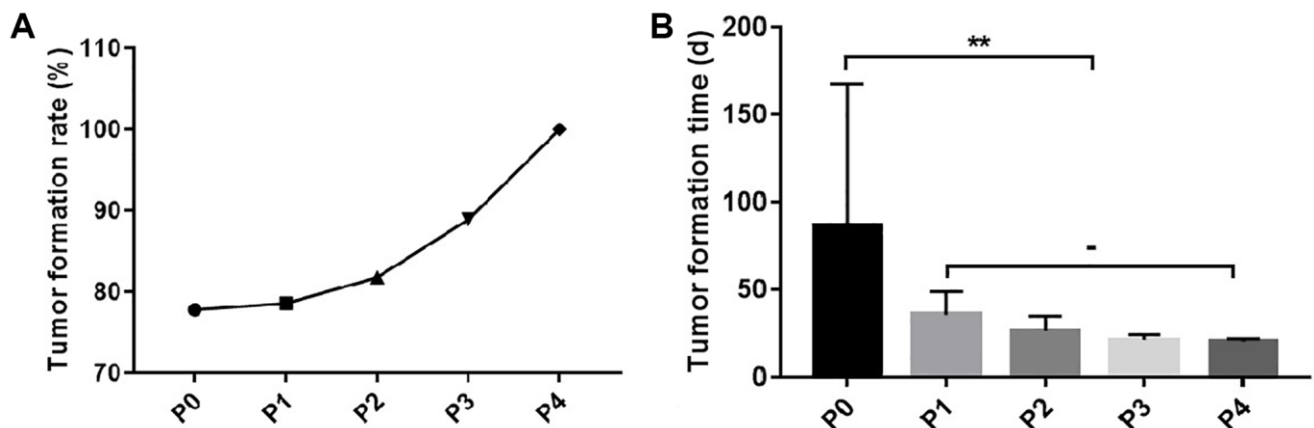 A
Tumor formation rate (%)
110
100
90
80
70
P0
P1
P2
P3
P4
B
Tumor formation time (d)
200
150
100
50
0
**
-
P0
P1
P2
P3
P4